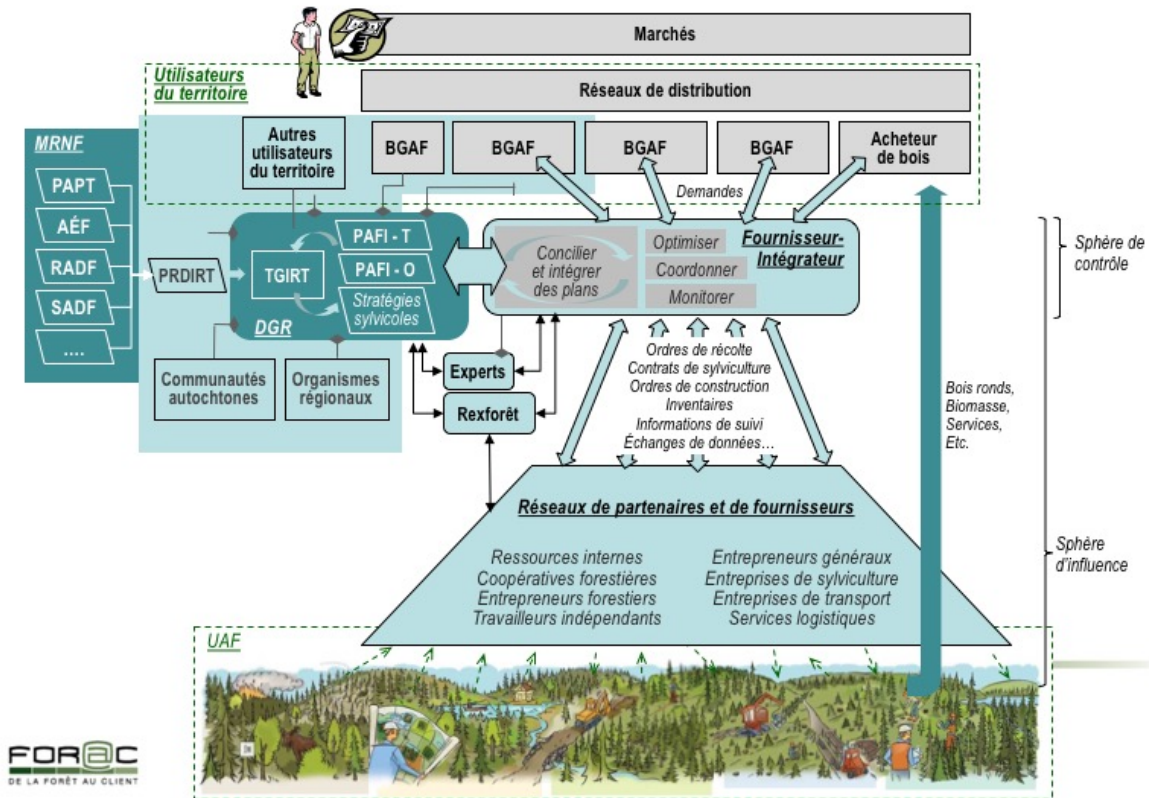 Marchés
Utilisateurs
du territoire
Réseaux de distribution
MRNF
PAPT
AÉF
RADF
SADF
....
Autres
utilisateurs
du territoire
BGAF
BGAF
BGAF
BGAF
Acheteur
de bois
Demandes
PRDIRT
TGIRT
PAFI - T
PAFI - O
Stratégies
sylvicoles
DGR
Concilier
et intégrer
des plans
Optimiser
Coordonner
Monitorer
Fournisseur-
Intégrateur
Sphère de
contrôle
Communautés
autochtones
Organismes
régionaux
Experts
Rexforêt
Ordres de récolte
Contrats de sylviculture
Ordres de construction
Inventaires
Informations de suivi
Échanges de données…
Bois ronds,
Biomasse,
Services,
Etc.
Réseaux de partenaires et de fournisseurs
Ressources internes
Coopératives forestières
Entrepreneurs forestiers
Travailleurs indépendants
Entrepreneurs généraux
Entreprises de sylviculture
Entreprises de transport
Services logistiques
Sphère
d'influence
UAF
FOR@C
DE LA FORÊT AU CLIENT